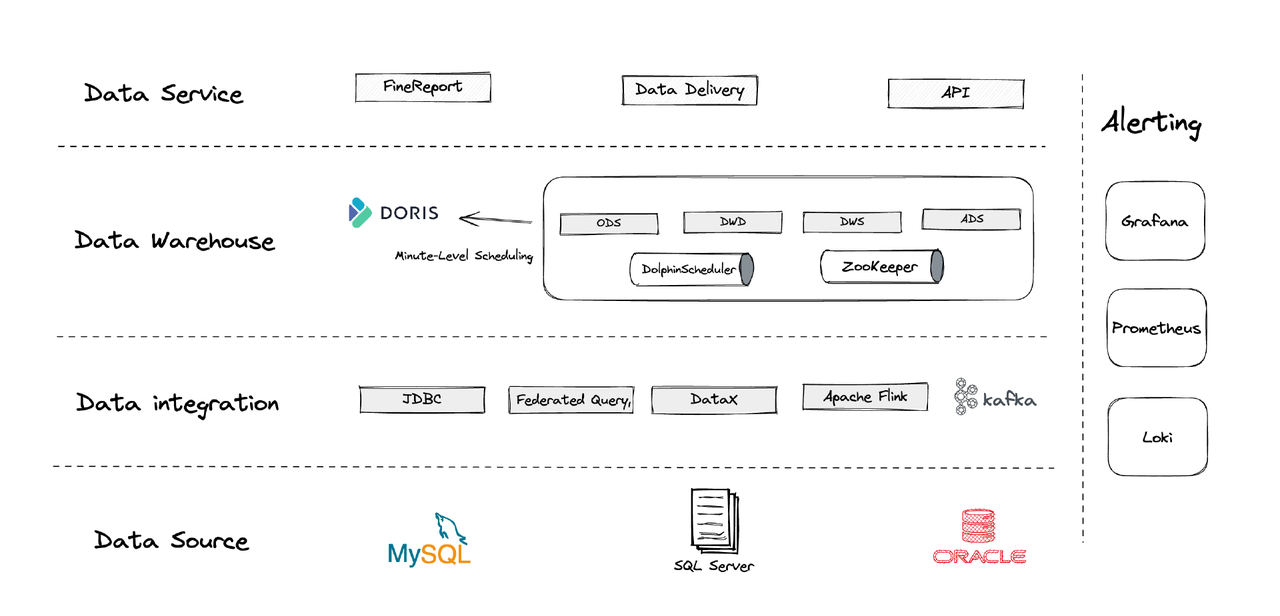 Data Service
FineReport
Data Delivery
API
Alerting
Data Warehouse
DORIS
Minute-Level Scheduling
ODS
DWD
DWS
ADS
DolphinScheduler
ZooKeeper
Grafana
Prometheus
Loki
Data integration
JDBC
Federated Query,
DataX
Apache Flink
kafka
Data Source
MySQL
SQL Server
ORACLE